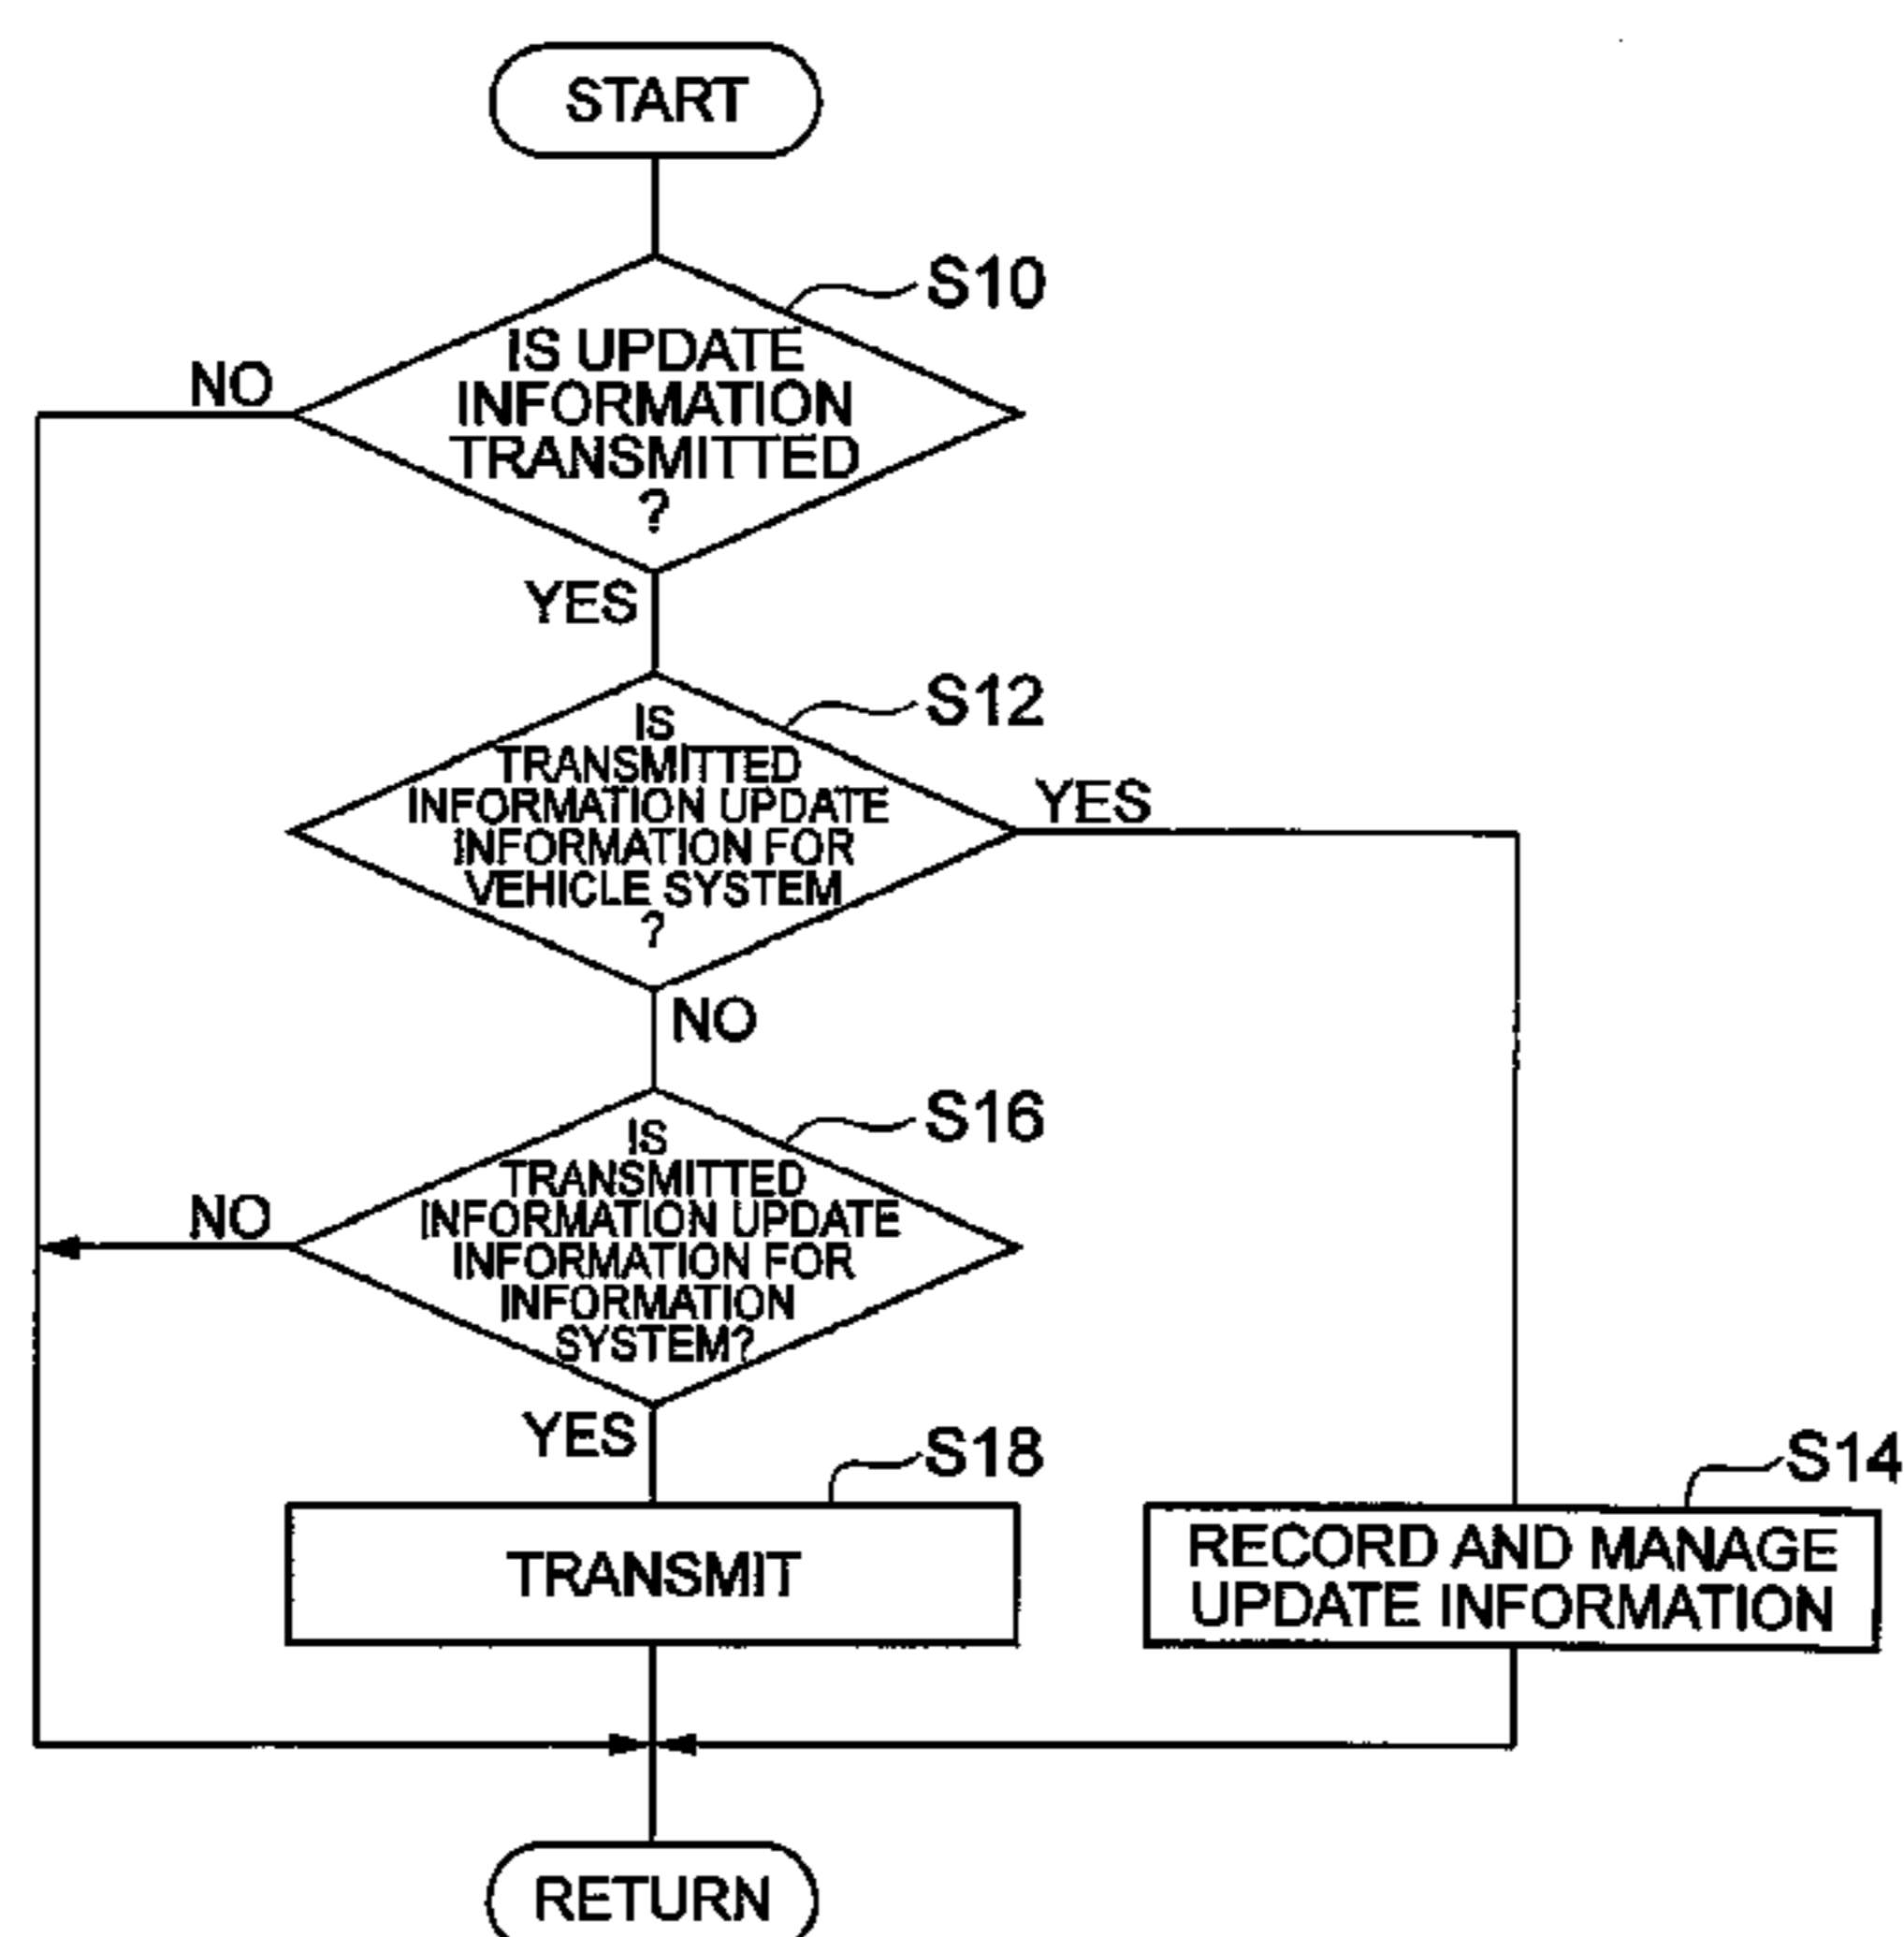 START
S10
IS UPDATE
INFORMATION
TRANSMITTED
?
NO
YES
S12
IS
TRANSMITTED
INFORMATION UPDATE
INFORMATION FOR
VEHICLE SYSTEM
?
YES
NO
S16
IS
TRANSMITTED
INFORMATION UPDATE
INFORMATION FOR
INFORMATION
SYSTEM?
NO
YES
S18
TRANSMIT
S14
RECORD AND MANAGE
UPDATE INFORMATION
RETURN